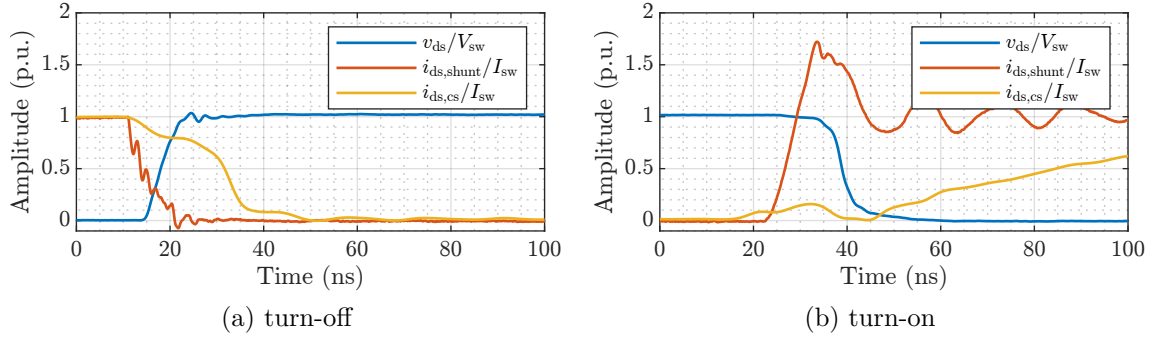 2
1.5
1
0.5
0
Amplitude (p.u.)
v_ds/V_sw
i_ds,shunt/I_sw
i_ds,cs/I_sw
0 20 40 60 80 100
Time (ns)
(a) turn-off
2
1.5
1
0.5
0
Amplitude (p.u.)
v_ds/V_sw
i_ds,shunt/I_sw
i_ds,cs/I_sw
0 20 40 60 80 100
Time (ns)
(b) turn-on